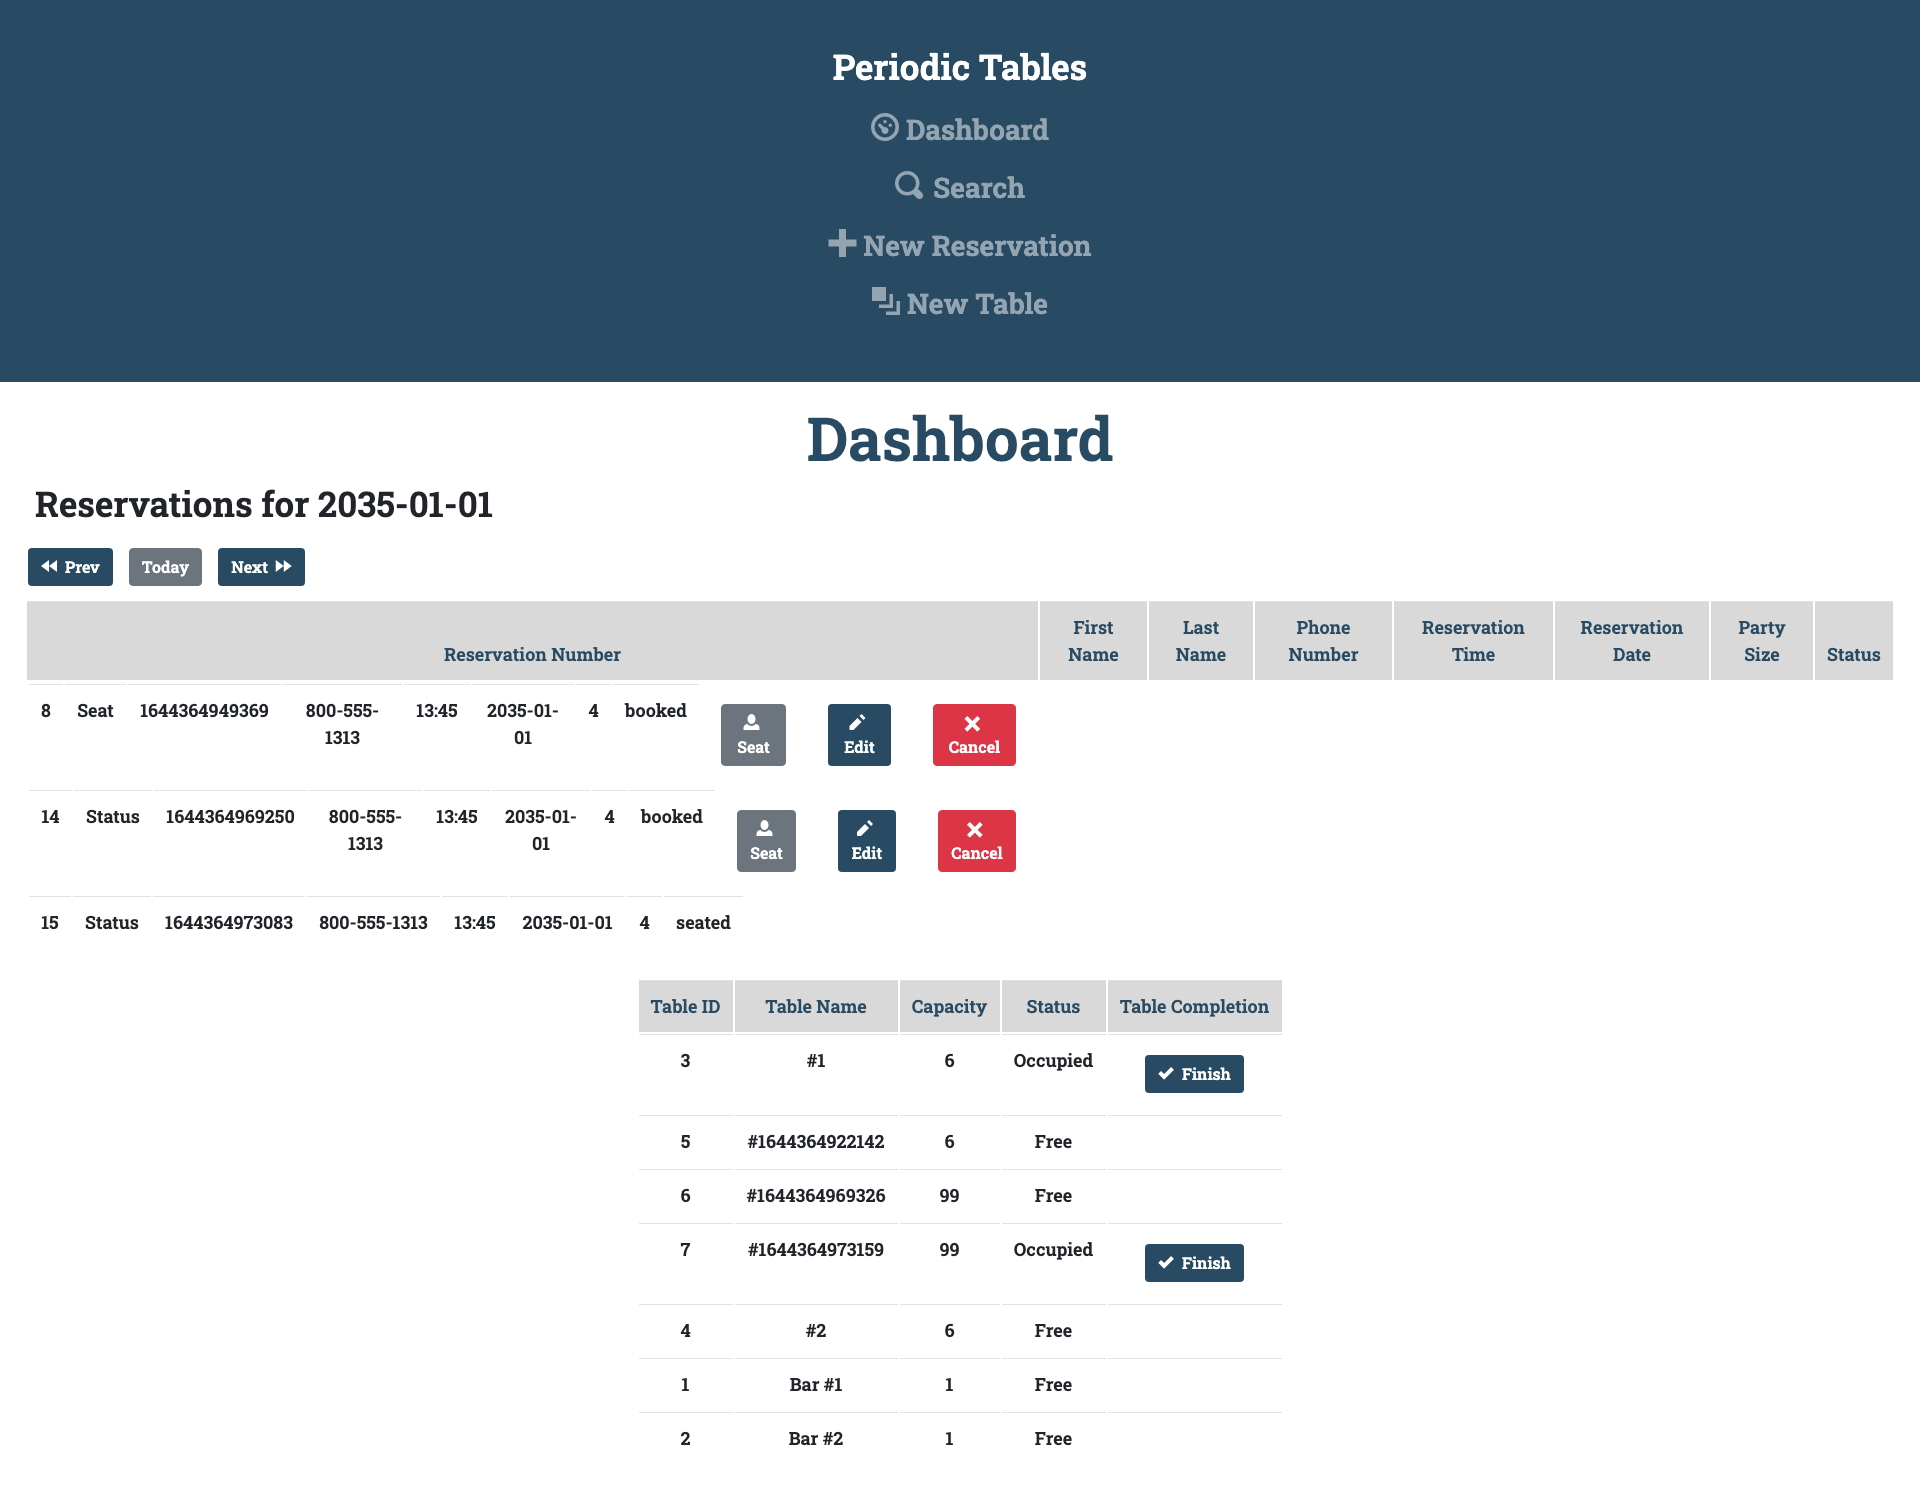 Periodic Tables
Dashboard
Search
New Reservation
New Table
Dashboard
Reservations for 2035-01-01
Prev Today Next
Reservation Number First Name Last Name Phone Number Reservation Time Reservation Date Party Size Status
8 Seat 1644364949369 800-555-1313 13:45 2035-01-01 4 booked Seat Edit Cancel
14 Status 1644364969250 800-555-1313 13:45 2035-01-01 4 booked Seat Edit Cancel
15 Status 1644364973083 800-555-1313 13:45 2035-01-01 4 seated
Table ID Table Name Capacity Status Table Completion
3 #1 6 Occupied Finish
5 #1644364922142 6 Free
6 #1644364969326 99 Free
7 #1644364973159 99 Occupied Finish
4 #2 6 Free
1 Bar #1 1 Free
2 Bar #2 1 Free